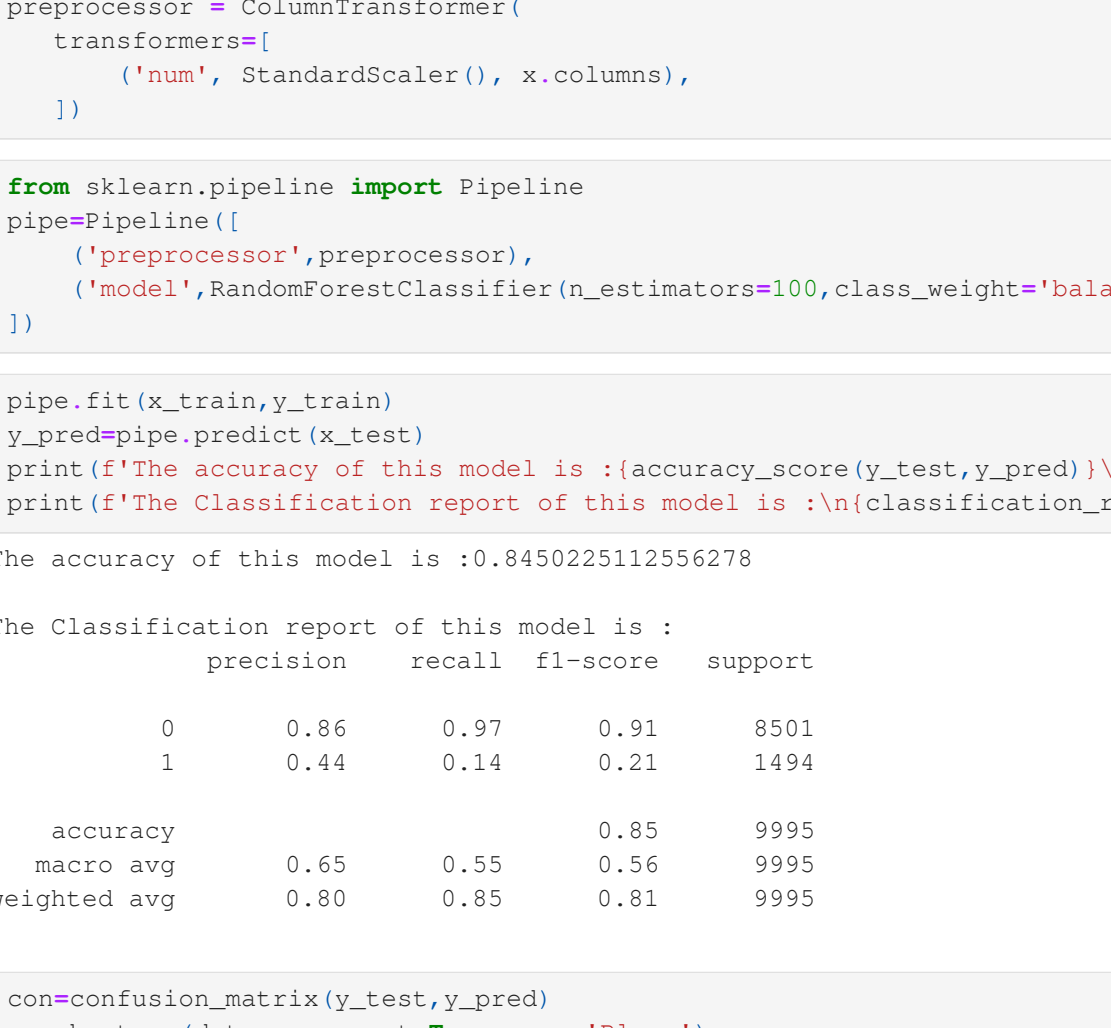 preprocessor = ColumnTransformer(
transformers=[
('num', StandardScaler(), x.columns),
])
from sklearn.pipeline import Pipeline
pipe=Pipeline([
('preprocessor',preprocessor),
('model',RandomForestClassifier(n_estimators=100,class_weight='bala
])
pipe.fit(x_train,y_train)
y_pred=pipe.predict(x_test)
print(f'The accuracy of this model is :{accuracy_score(y_test,y_pred)}\
print(f'The Classification report of this model is :\n{classification_r
The accuracy of this model is :0.8450225112556278
The Classification report of this model is :
precision recall f1-score support
0 0.86 0.97 0.91 8501
1 0.44 0.14 0.21 1494
accuracy 0.85 9995
macro avg 0.65 0.55 0.56 9995
weighted avg 0.80 0.85 0.81 9995
con=confusion_matrix(y_test,y_pred)